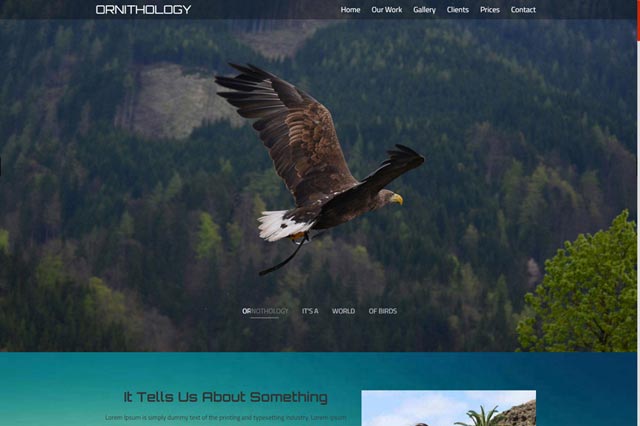 ORNITHOLOGY
Home Our Work Gallery Clients Prices Contact
ORNOTHOLOGY IT'S A WORLD OF BIRDS
It Tells Us About Something
Lorem Ipsum is simply dummy text of the printing and typesetting industry. Lorem Ipsum